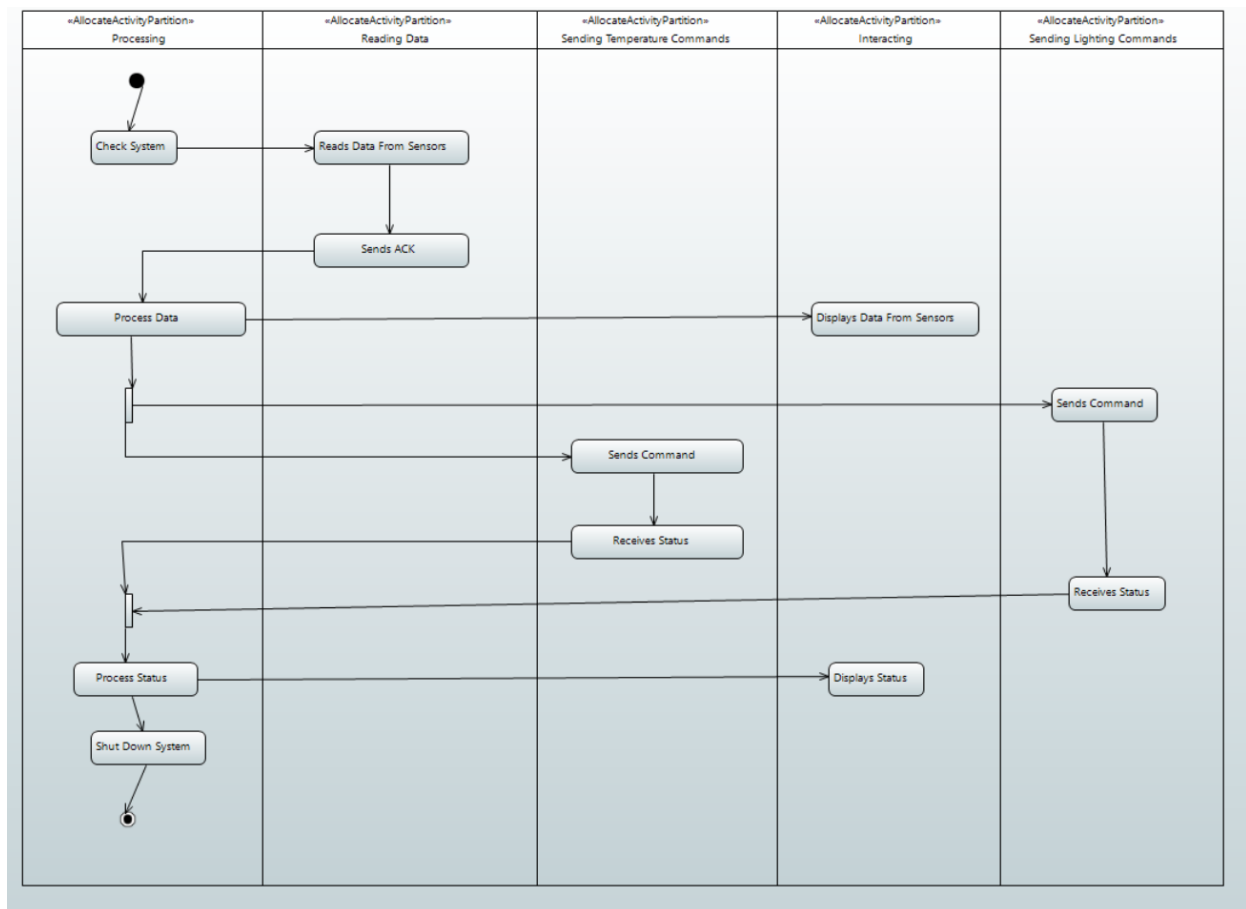 «AllocateActivityPartition»
Processing
«AllocateActivityPartition»
Reading Data
«AllocateActivityPartition»
Sending Temperature Commands
«AllocateActivityPartition»
Interacting
«AllocateActivityPartition»
Sending Lighting Commands
Check System
Reads Data From Sensors
Sends ACK
Process Data
Displays Data From Sensors
Sends Command
Sends Command
Receives Status
Receives Status
Process Status
Displays Status
Shut Down System